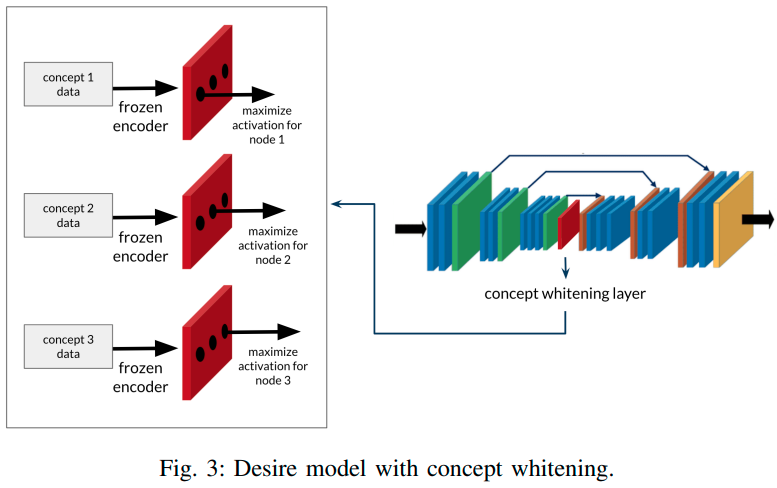 concept 1
data
frozen
encoder
maximize
activation for
node 1
concept 2
data
frozen
encoder
maximize
activation for
node 2
concept 3
data
frozen
encoder
maximize
activation for
node 3
concept whitening layer
Fig. 3: Desire model with concept whitening.